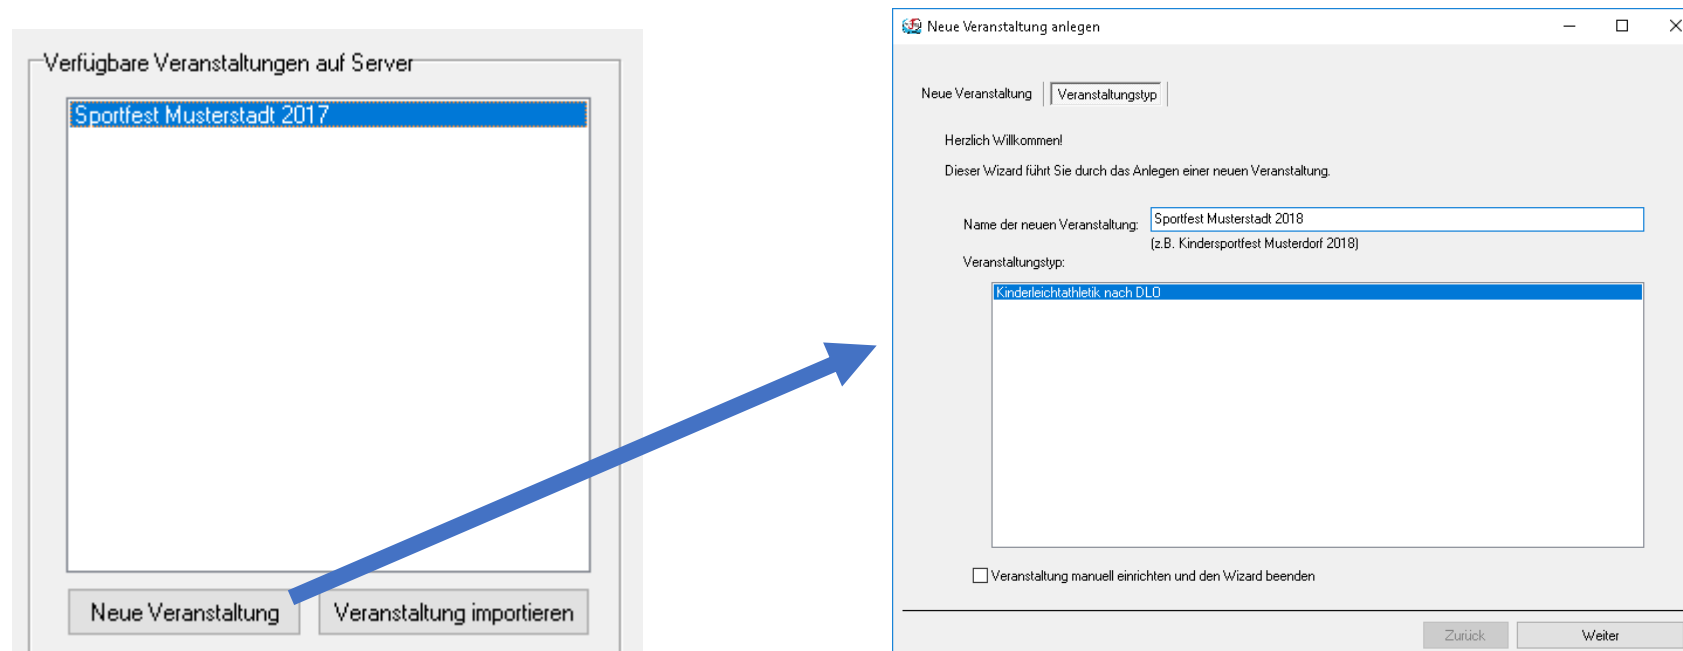 Verfügbare Veranstaltungen auf Server
Sportfest Musterstadt 2017
Neue Veranstaltung
Veranstaltung importieren
Neue Veranstaltung anlegen
Neue Veranstaltung
Veranstaltungstyp
Herzlich Willkommen!
Dieser Wizard führt Sie durch das Anlegen einer neuen Veranstaltung.
Name der neuen Veranstaltung: Sportfest Musterstadt 2018
(z.B. Kindersportfest Musterdorf 2018)
Veranstaltungstyp:
Kinderleichtathletik nach DLO
Veranstaltung manuell einrichten und den Wizard beenden
Zurück
Weiter